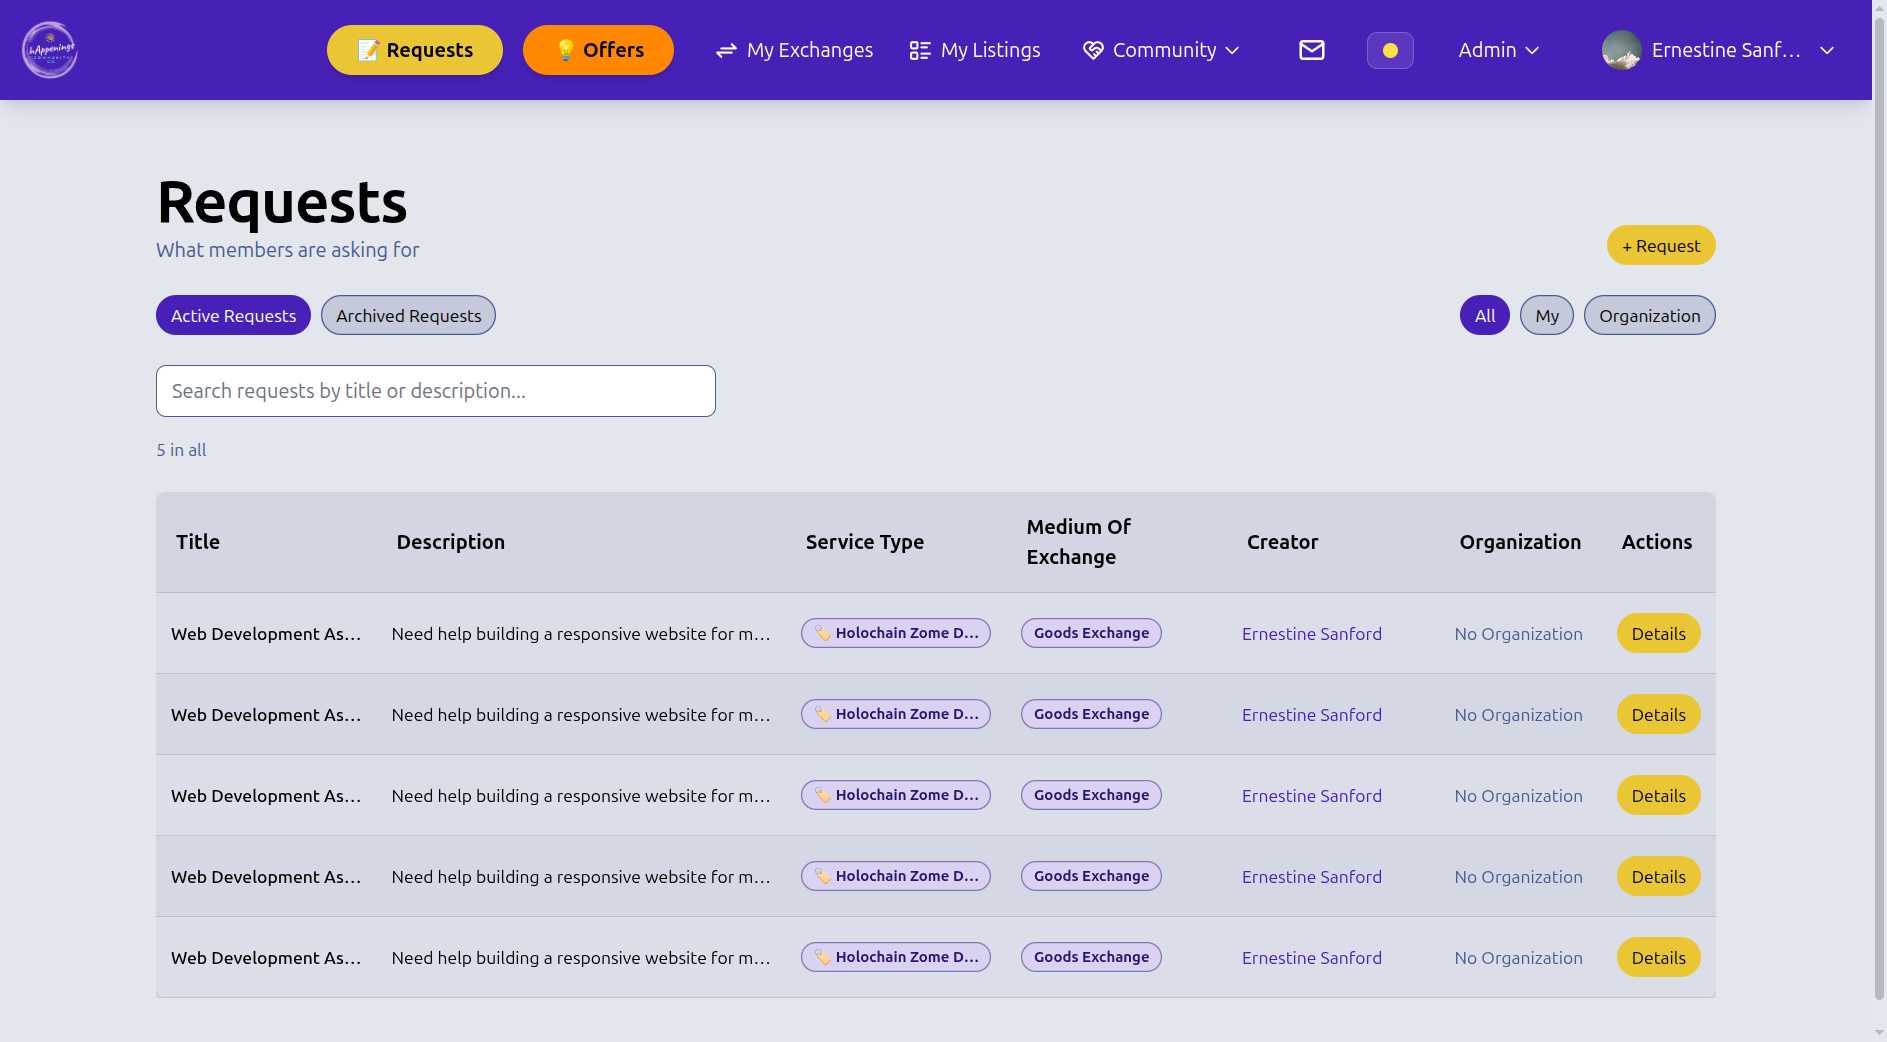 hAppenings
COMMUNITY
📝 Requests
💡 Offers
My Exchanges
My Listings
Community
Admin
Ernestine Sanf...
Requests
What members are asking for
+ Request
Active Requests
Archived Requests
All
My
Organization
Search requests by title or description...
5 in all
Title Description Service Type Medium Of Exchange Creator Organization Actions
Web Development As... Need help building a responsive website for m... 🏷️ Holochain Zome D... Goods Exchange Ernestine Sanford No Organization Details
Web Development As... Need help building a responsive website for m... 🏷️ Holochain Zome D... Goods Exchange Ernestine Sanford No Organization Details
Web Development As... Need help building a responsive website for m... 🏷️ Holochain Zome D... Goods Exchange Ernestine Sanford No Organization Details
Web Development As... Need help building a responsive website for m... 🏷️ Holochain Zome D... Goods Exchange Ernestine Sanford No Organization Details
Web Development As... Need help building a responsive website for m... 🏷️ Holochain Zome D... Goods Exchange Ernestine Sanford No Organization Details